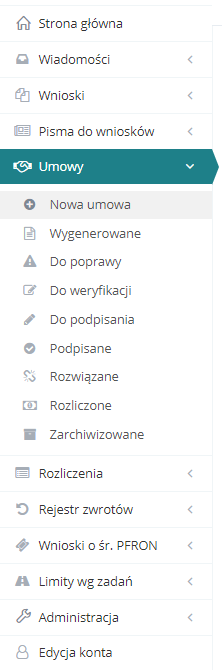 Strona główna
Wiadomości
Wnioski
Pisma do wniosków
Umowy
Nowa umowa
Wygenerowane
Do poprawy
Do weryfikacji
Do podpisania
Podpisane
Rozwiązane
Rozliczone
Zarchiwizowane
Rozliczenia
Rejestr zwrotów
Wnioski o śr. PFRON
Limity wg zadań
Administracja
Edycja konta